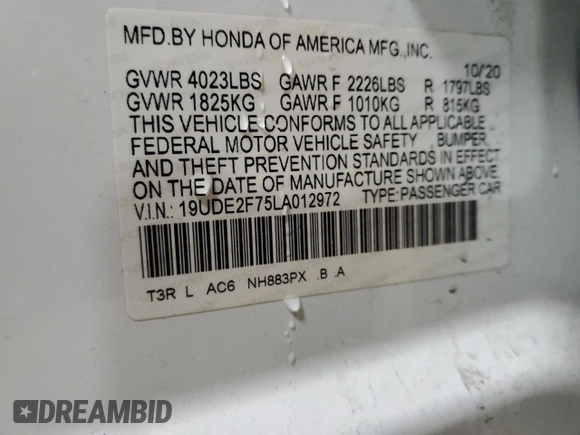 MFD.BY HONDA OF AMERICA MFG.,INC.
10/'20
GVWR 4023LBS GAWR F 2226LBS R 1797LBS
GVWR 1825KG GAWR F 1010KG R 815KG
THIS VEHICLE CONFORMS TO ALL APPLICABLE
FEDERAL MOTOR VEHICLE SAFETY , BUMPER,
AND THEFT PREVENTION STANDARDS IN EFFECT
ON THE DATE OF MANUFACTURE SHOWN ABOVE.
V.I.N.: 19UDE2F75LA012972 TYPE:PASSENGER CAR
T3R L AC6 NH883PX .B .A
DREAMBID